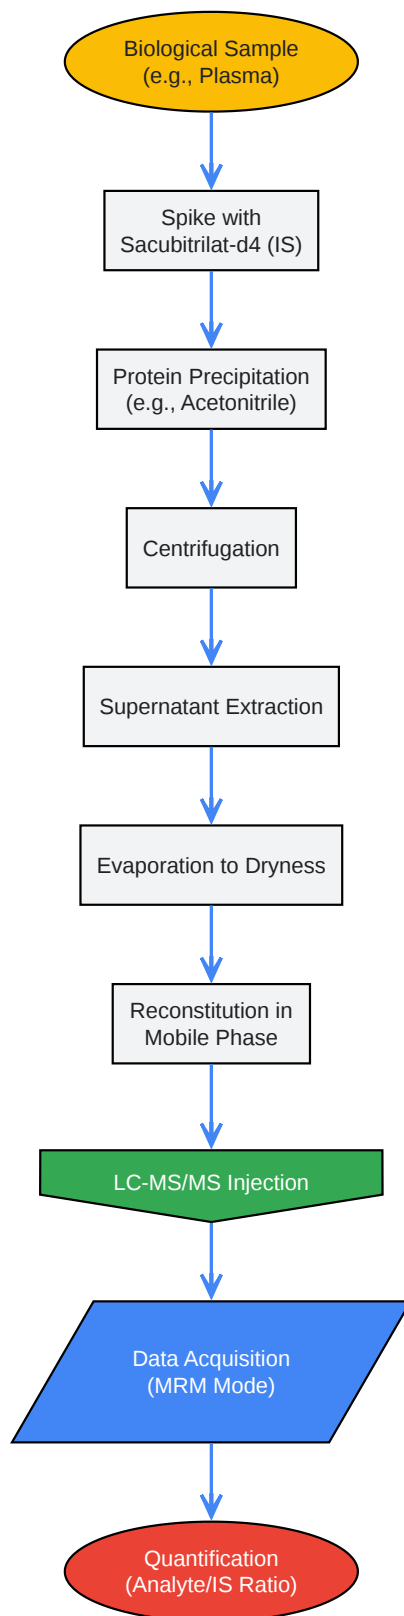 Biological Sample
(e.g., Plasma)
Spike with
Sacubitrilat-d4 (IS)
Protein Precipitation
(e.g., Acetonitrile)
Centrifugation
Supernatant Extraction
Evaporation to Dryness
Reconstitution in
Mobile Phase
LC-MS/MS Injection
Data Acquisition
(MRM Mode)
Quantification
(Analyte/IS Ratio)